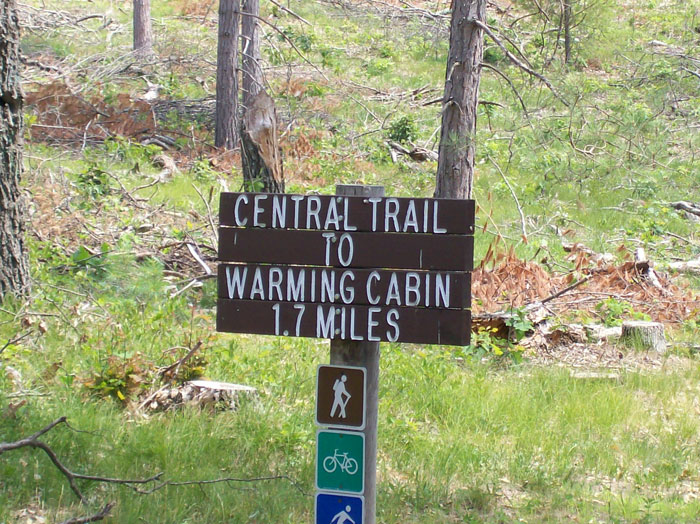 CENTRAL TRAIL
TO
WARMING CABIN
1.7 MILES